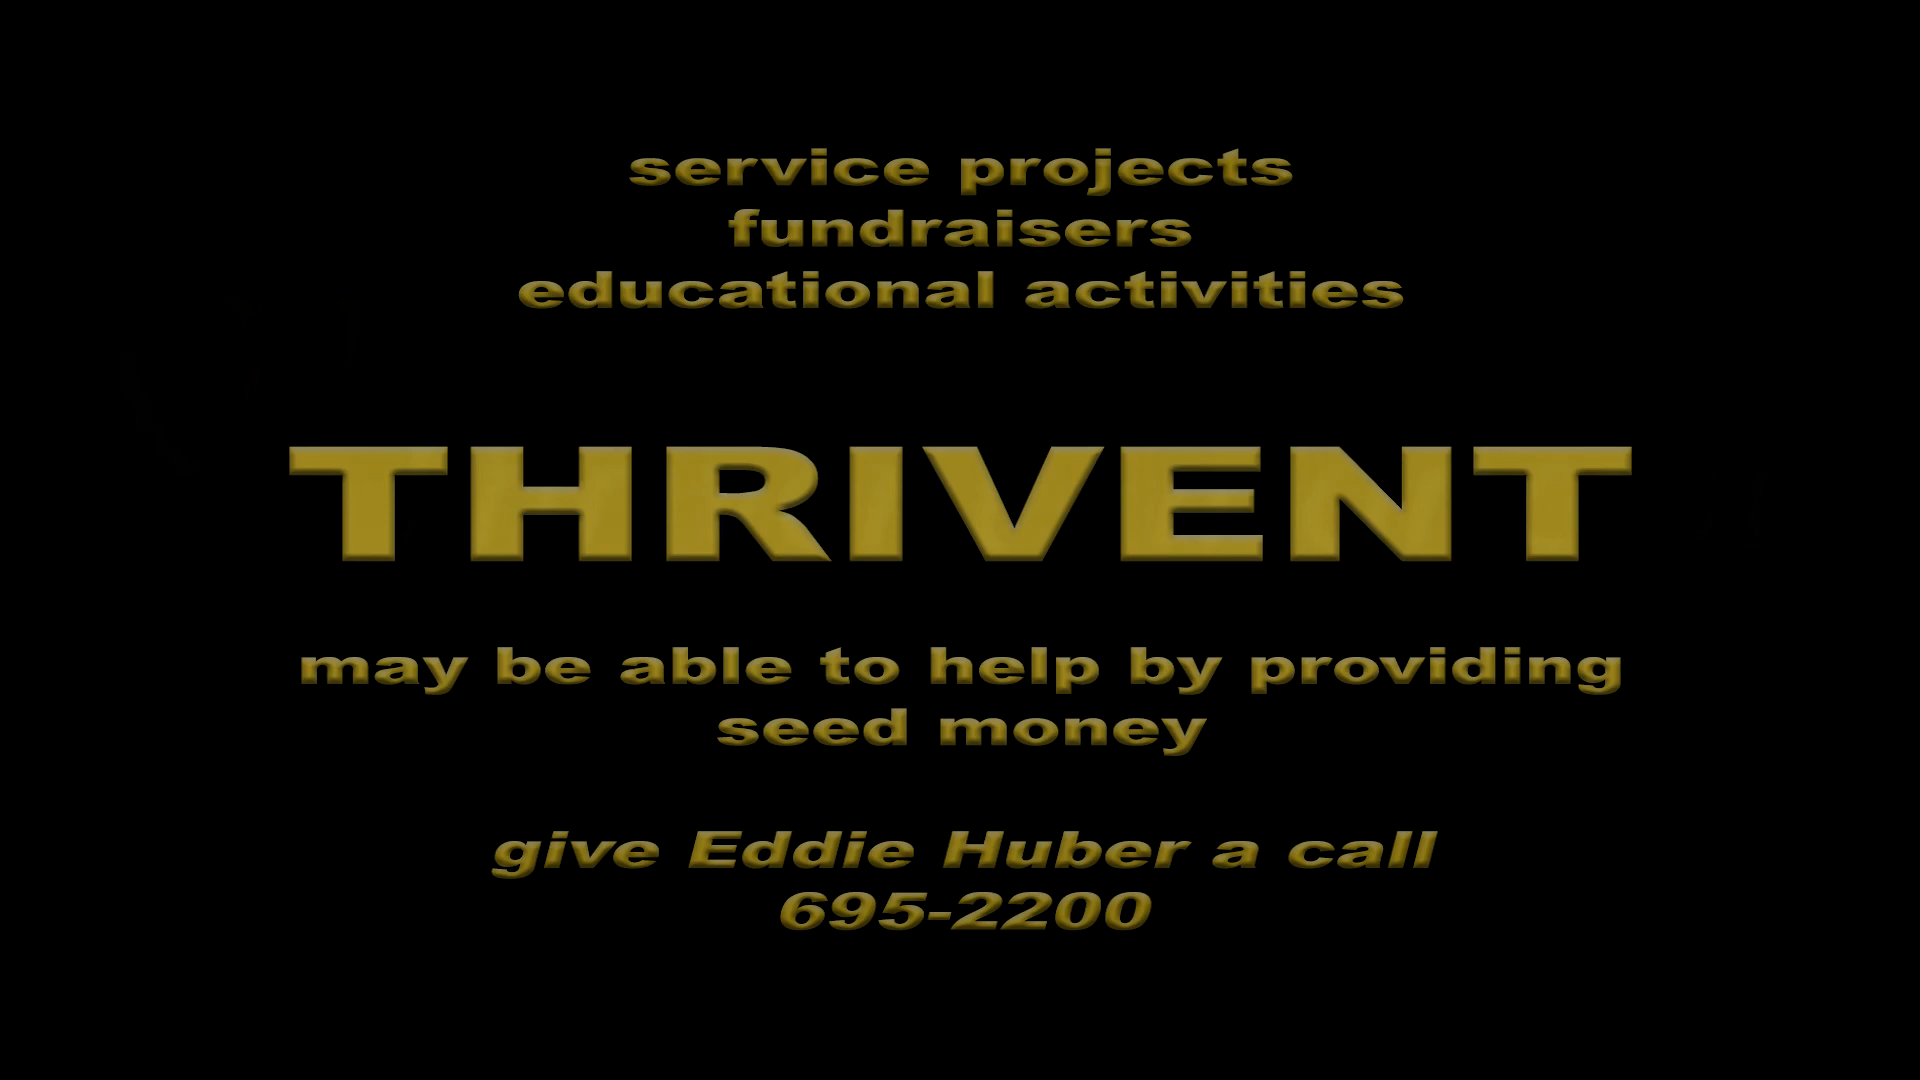 service projects
fundraisers
educational activities
THRIVENT
may be able to help by providing
seed money
give Eddie Huber a call
695-2200